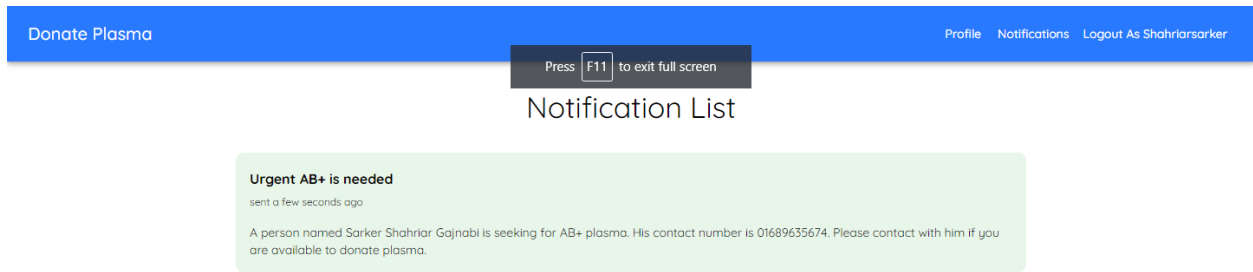 Donate Plasma
Profile Notifications Logout As Shahriarsarker
Press F11 to exit full screen
Notification List
Urgent AB+ is needed
sent a few seconds ago
A person named Sarker Shahriar Gajnabi is seeking for AB+ plasma. His contact number is 01689635674. Please contact with him if you
are available to donate plasma.